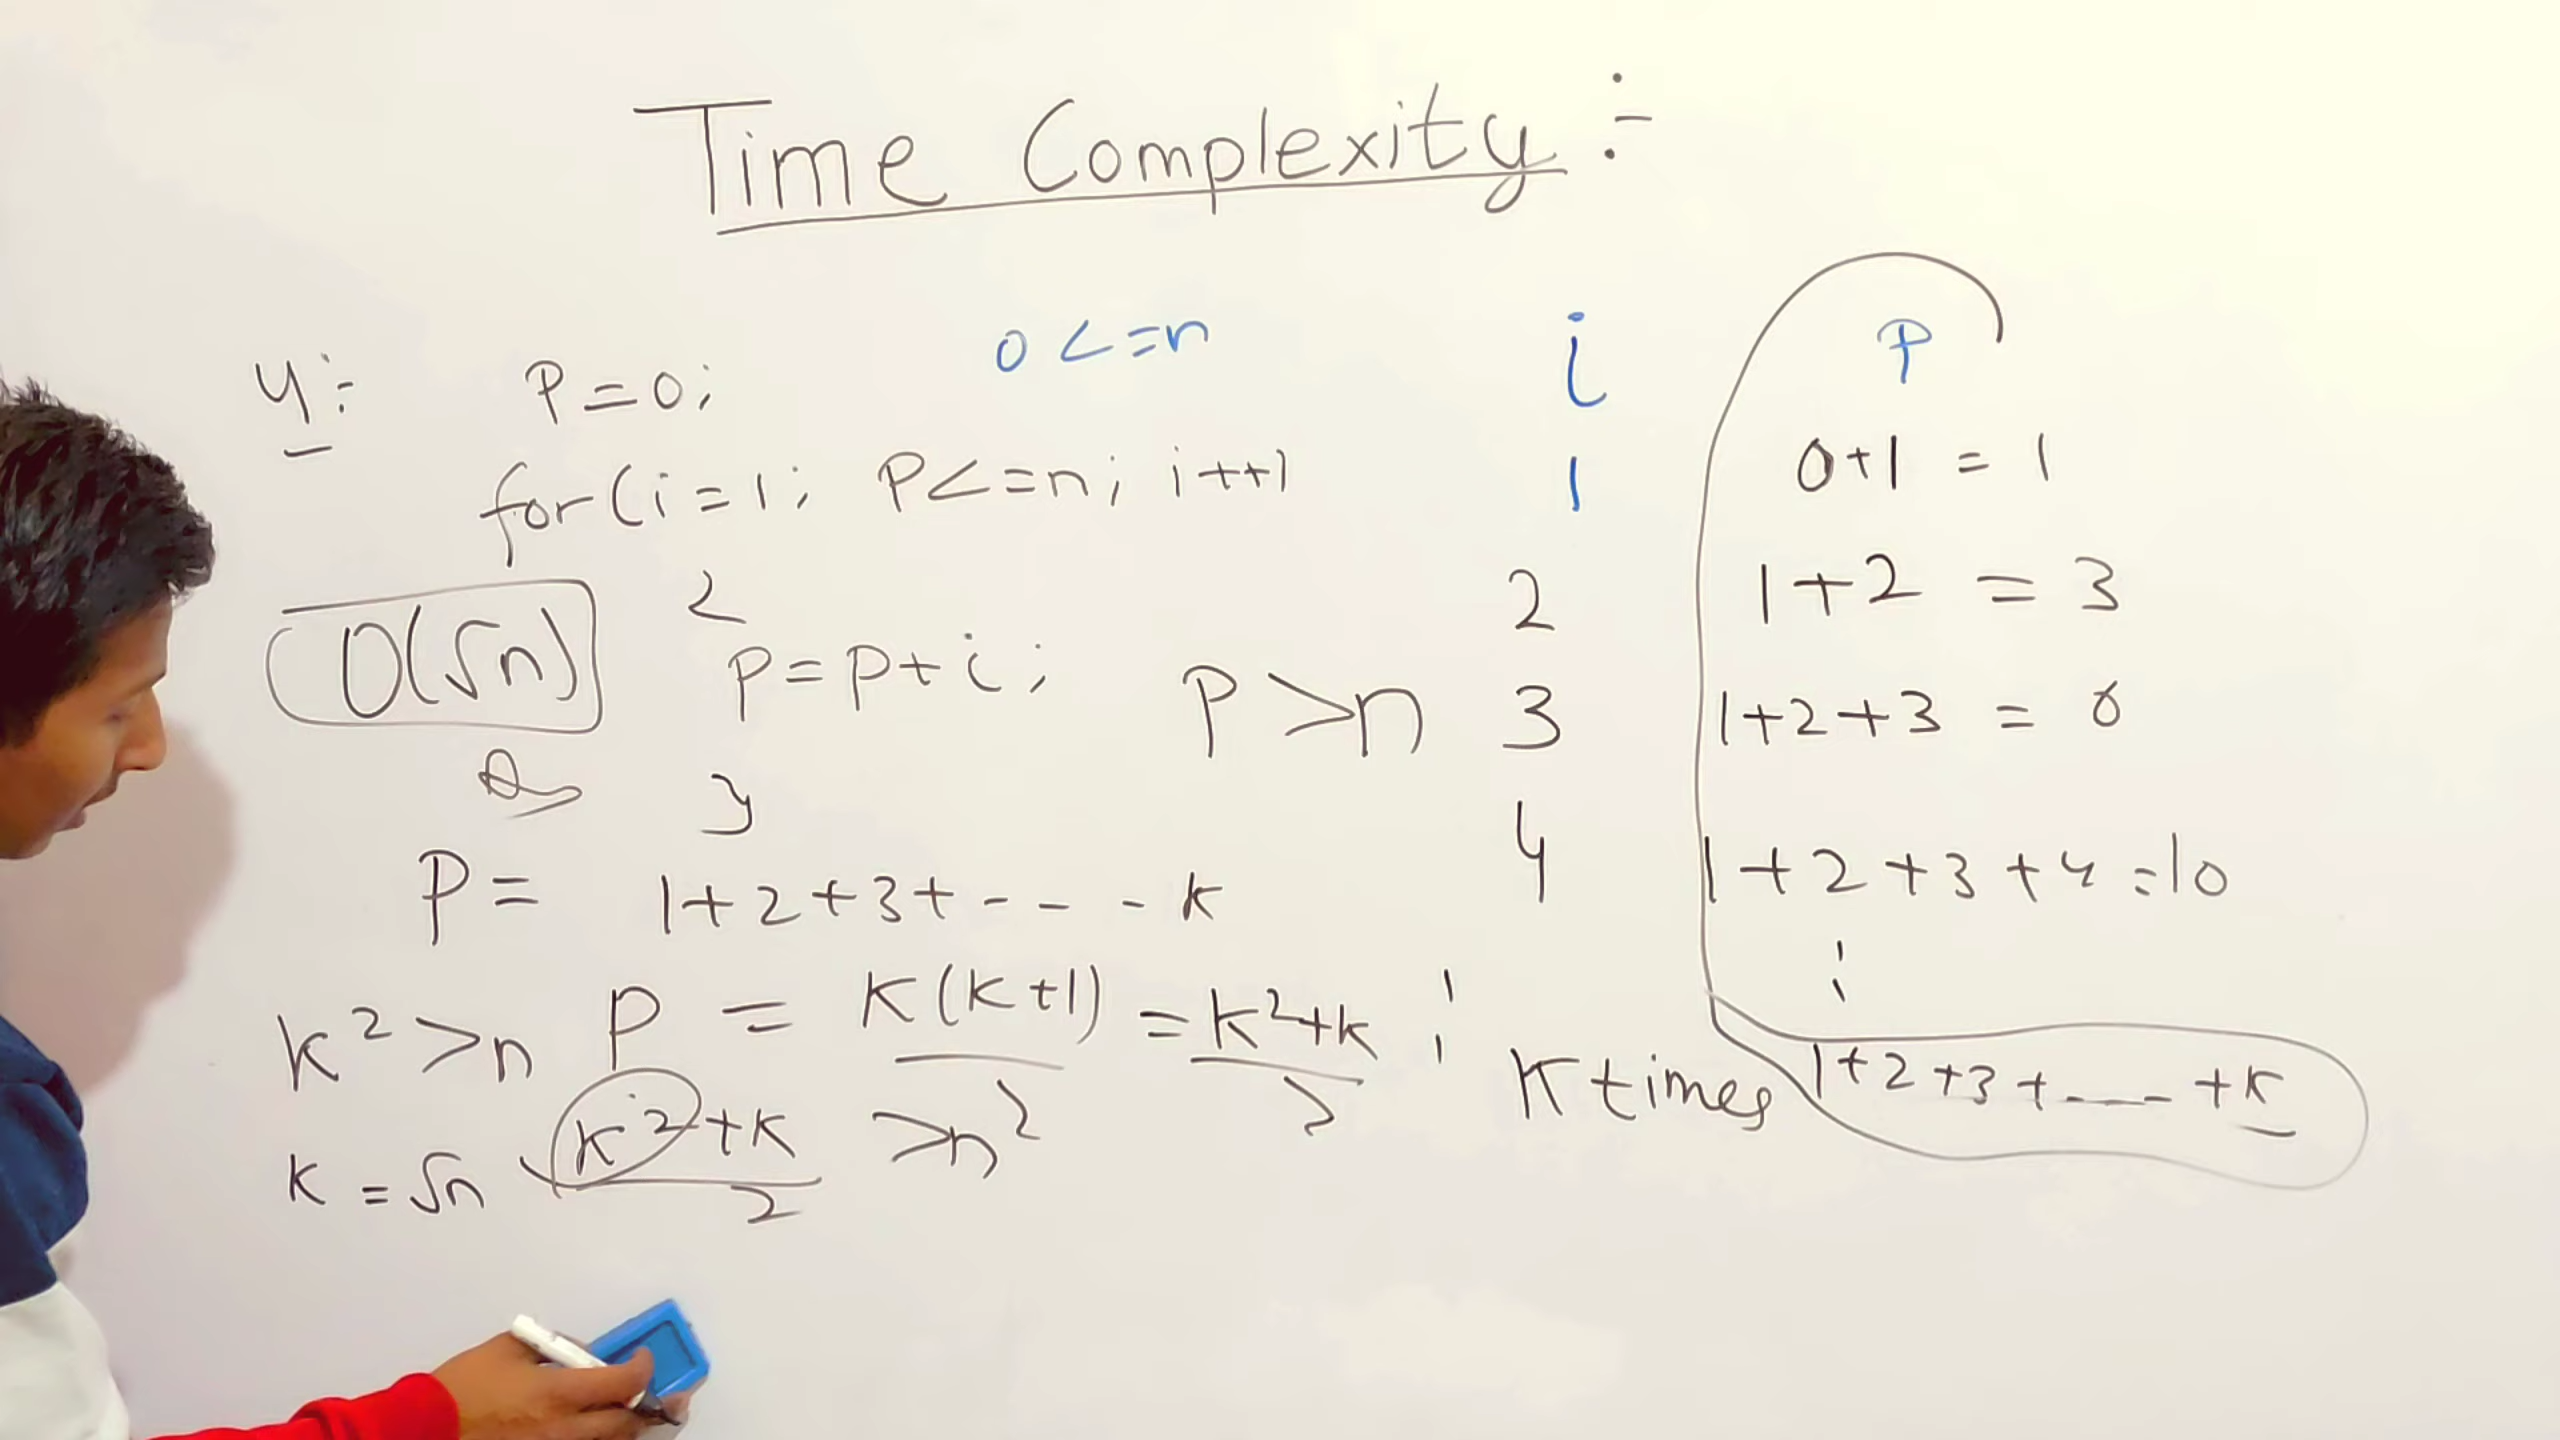 Time Complexity :-
4:
P=0;
0<=n
for(i=1; P<=n; i++)
{
p=p+i;
}
O(√n)
P>n
P= 1+2+3+---k
P = K(K+1)/2 = K²+K/2
K²+K/2 >n
K²>n
K=√n
i P
1 0+1 = 1
2 1+2 = 3
3 1+2+3 = 6
4 1+2+3+4=10
K times 1+2+3+----+K